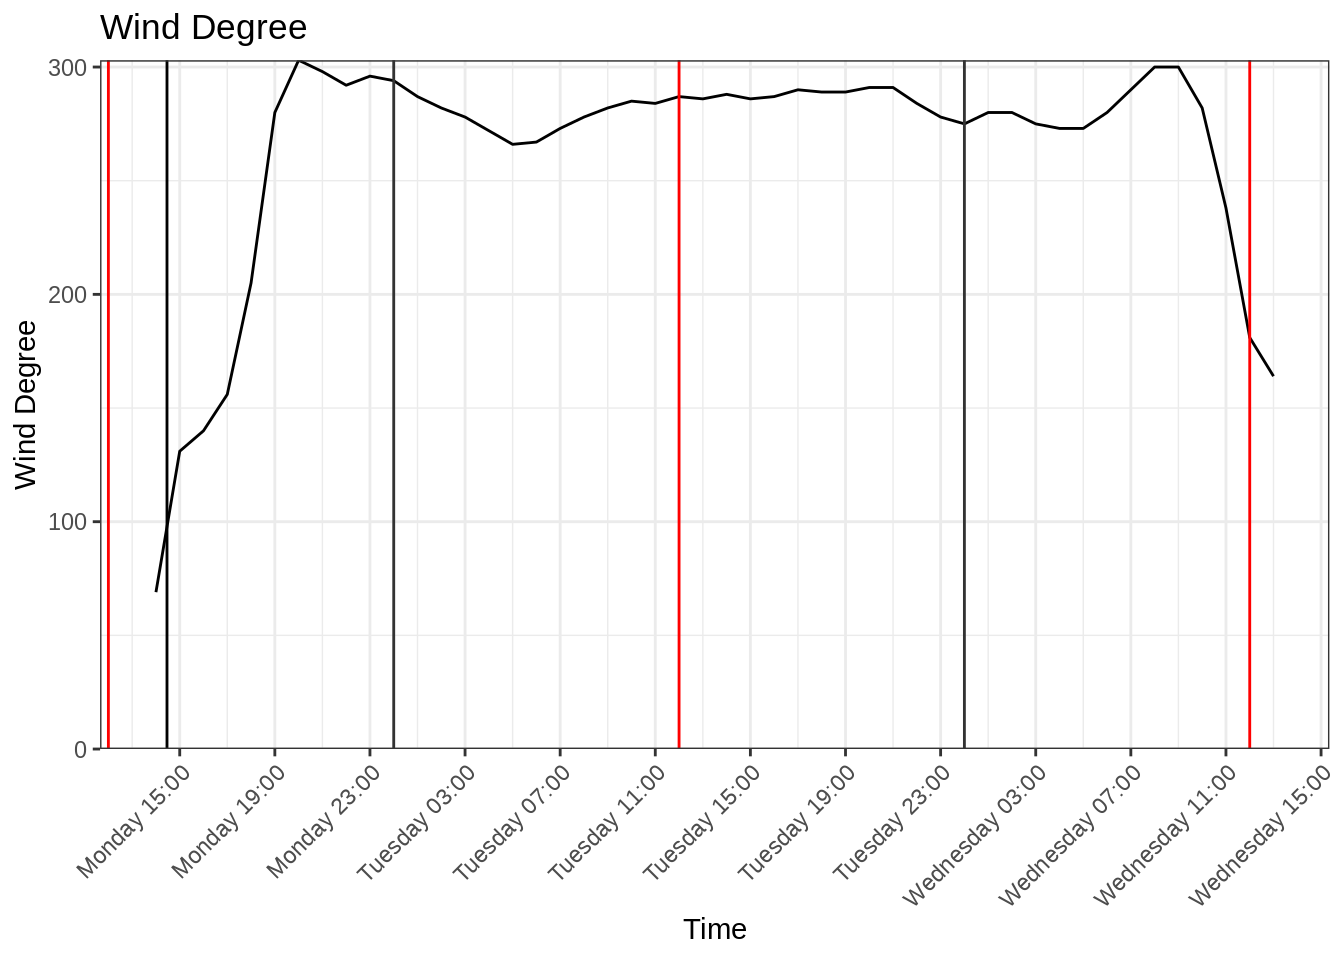 Wind Degree
300
200
100
0
Wind Degree
Monday 15:00
Monday 19:00
Monday 23:00
Tuesday 03:00
Tuesday 07:00
Tuesday 11:00
Tuesday 15:00
Tuesday 19:00
Tuesday 23:00
Wednesday 03:00
Wednesday 07:00
Wednesday 11:00
Wednesday 15:00
Time